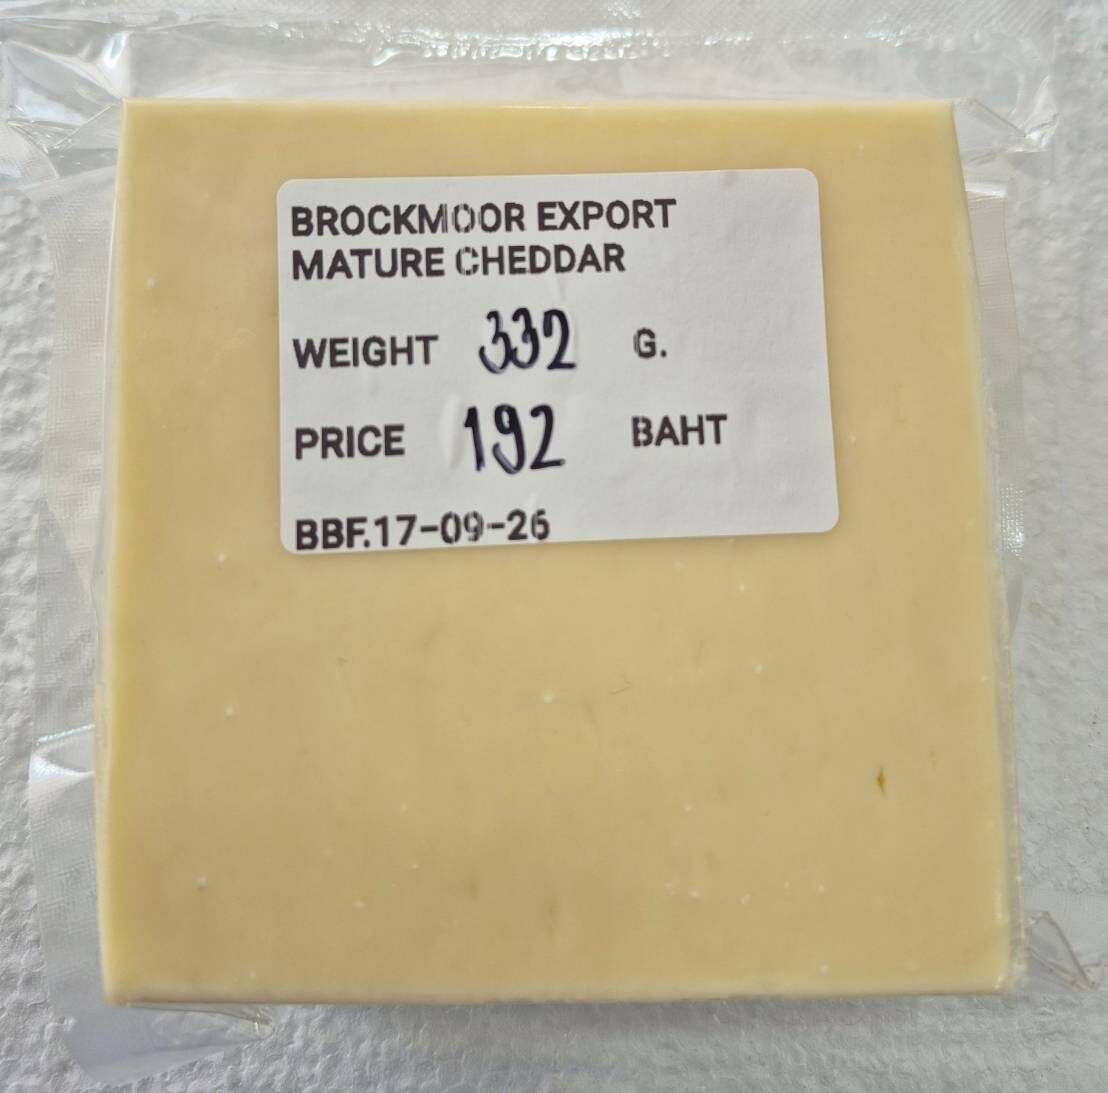 BROCKMOOR EXPORT
MATURE CHEDDAR
WEIGHT 332 G.
PRICE 192 BAHT
BBF.17-09-26